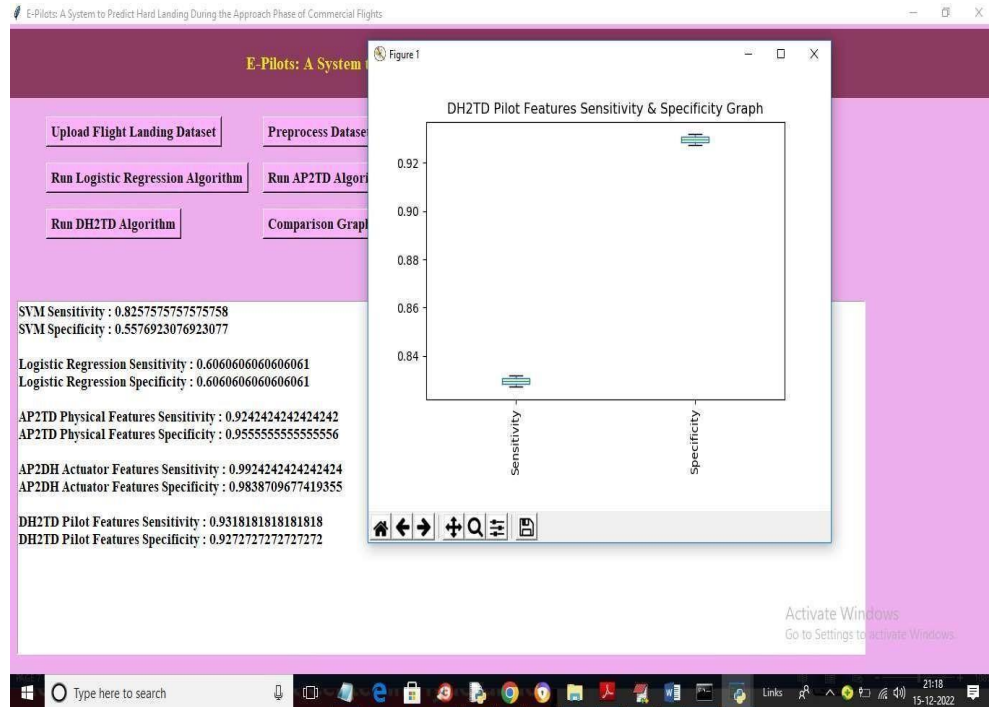 E-Pilots: A System to Predict Hard Landing During the Approach Phase of Commercial Flights
E-Pilots: A System
Figure 1
DH2TD Pilot Features Sensitivity & Specificity Graph
0.92
0.90
0.88
0.86
0.84
Sensitivity
Specificity
Upload Flight Landing Dataset
Preprocess Datase
Run Logistic Regression Algorithm
Run AP2TD Algori
Run DH2TD Algorithm
Comparison Grap
SVM Sensitivity : 0.8257575757575758
SVM Specificity : 0.5576923076923077
Logistic Regression Sensitivity : 0.6060606060606061
Logistic Regression Specificity : 0.6060606060606061
AP2TD Physical Features Sensitivity : 0.9242424242424242
AP2TD Physical Features Specificity : 0.9555555555555556
AP2DH Actuator Features Sensitivity : 0.9924242424242424
AP2DH Actuator Features Specificity : 0.9838709677419355
DH2TD Pilot Features Sensitivity : 0.9318181818181818
DH2TD Pilot Features Specificity : 0.9272727272727272
Activate Windows
Go to Settings to activate Windows.
Type here to search
Links
21:18
15-12-2022